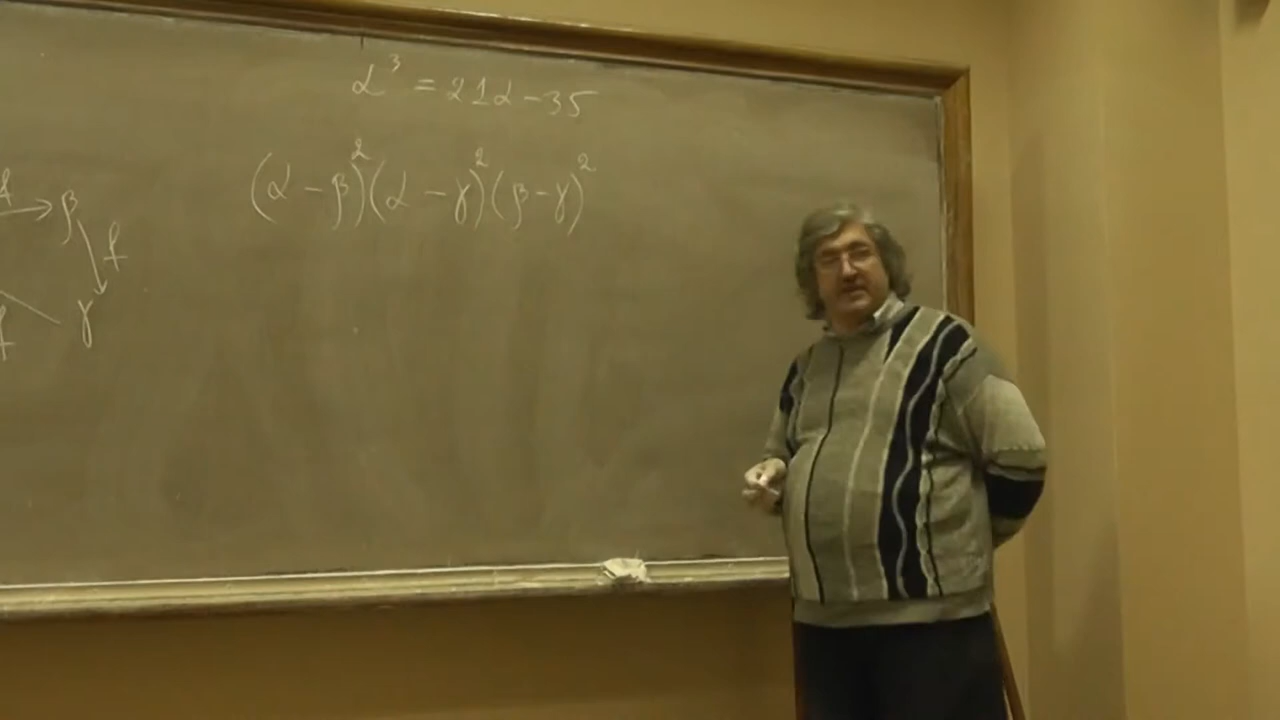 α³ = 21α - 35
(α - β)²(α - γ)²(β - γ)²
f → β
f
f γ